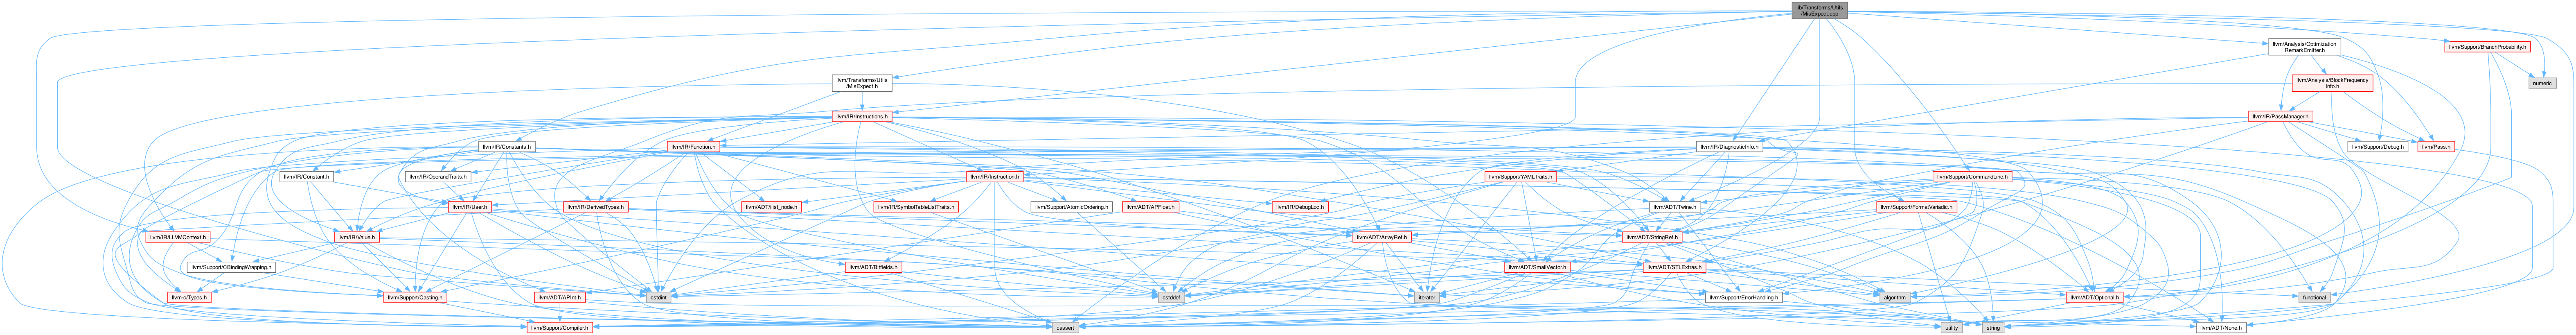 lib/Transforms/Utils
/MisExpect.cpp
llvm/Analysis/Optimization
RemarkEmitter.h
llvm/Support/BranchProbability.h
llvm/Transforms/Utils
/MisExpect.h
llvm/Analysis/BlockFrequency
Info.h
numeric
llvm/IR/Instructions.h
llvm/IR/PassManager.h
llvm/IR/Constants.h
llvm/IR/Function.h
llvm/IR/DiagnosticInfo.h
llvm/Support/Debug.h
llvm/Pass.h
llvm/IR/Constant.h
llvm/IR/OperandTraits.h
llvm/IR/Instruction.h
llvm/Support/YAMLTraits.h
llvm/Support/CommandLine.h
llvm/IR/User.h
llvm/IR/DerivedTypes.h
llvm/ADT/ilist_node.h
llvm/IR/SymbolTableListTraits.h
llvm/Support/AtomicOrdering.h
llvm/ADT/APFloat.h
llvm/IR/DebugLoc.h
llvm/ADT/Twine.h
llvm/Support/FormatVariadic.h
llvm/IR/LLVMContext.h
llvm/IR/Value.h
llvm/ADT/ArrayRef.h
llvm/ADT/StringRef.h
llvm/Support/CBindingWrapping.h
llvm/ADT/Bitfields.h
llvm/ADT/SmallVector.h
llvm/ADT/STLExtras.h
llvm-c/Types.h
llvm/Support/Casting.h
llvm/ADT/APInt.h
cstdint
cstddef
iterator
llvm/Support/ErrorHandling.h
algorithm
llvm/ADT/Optional.h
functional
llvm/Support/Compiler.h
cassert
utility
string
llvm/ADT/None.h